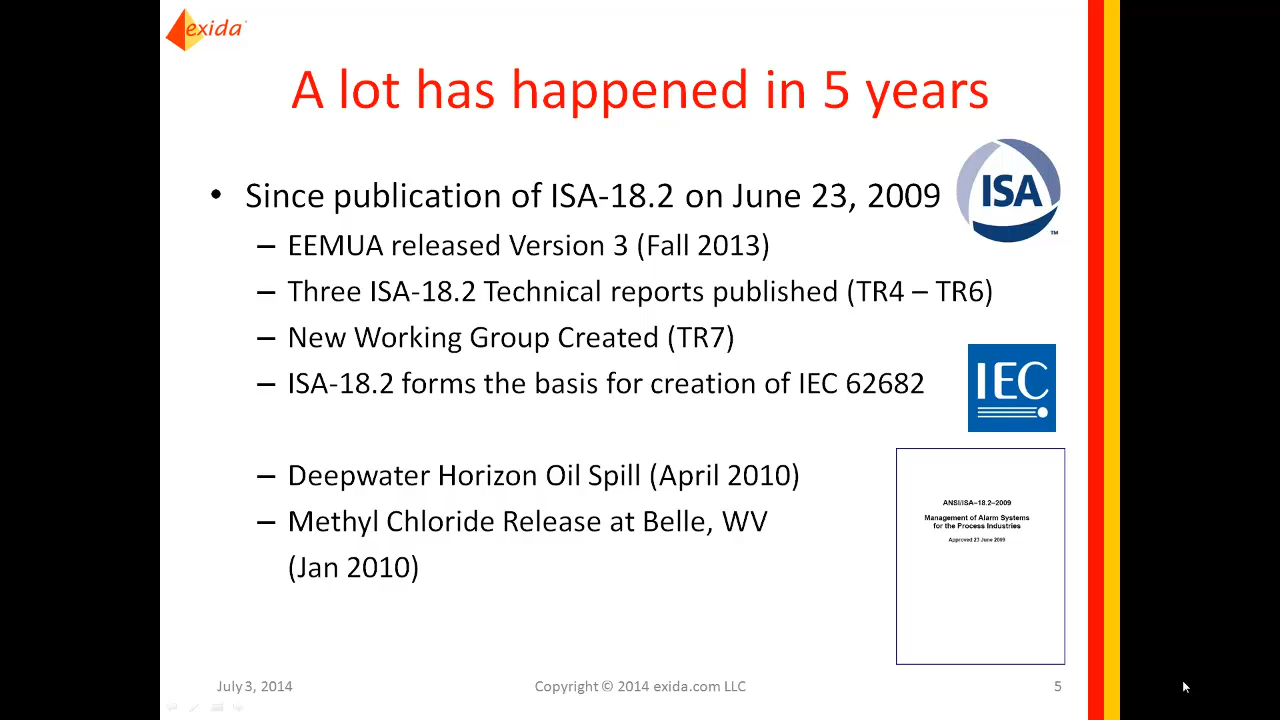 exida
A lot has happened in 5 years
• Since publication of ISA-18.2 on June 23, 2009
ISA
TM
– EEMUA released Version 3 (Fall 2013)
– Three ISA-18.2 Technical reports published (TR4 – TR6)
– New Working Group Created (TR7)
– ISA-18.2 forms the basis for creation of IEC 62682
IEC
– Deepwater Horizon Oil Spill (April 2010)
– Methyl Chloride Release at Belle, WV
(Jan 2010)
ANSI/ISA–18.2–2009
Management of Alarm Systems
for the Process Industries
Approved 23 June 2009
July 3, 2014
Copyright © 2014 exida.com LLC
5